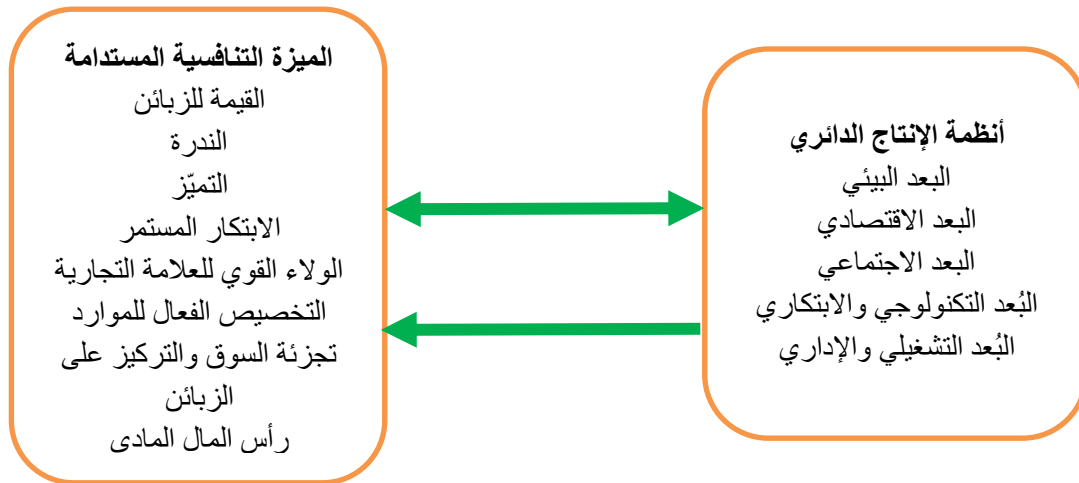 أنظمة الإنتاج الدائري
البعد البيئي
البعد الاقتصادي
البعد الاجتماعي
البُعد التكنولوجي والابتكاري
البُعد التشغيلي والإداري
الميزة التنافسية المستدامة
القيمة للزبائن
الندرة
التميّز
الابتكار المستمر
الولاء القوي للعلامة التجارية
التخصيص الفعال للموارد
تجزئة السوق والتركيز على
الزبائن
رأس المال المادي